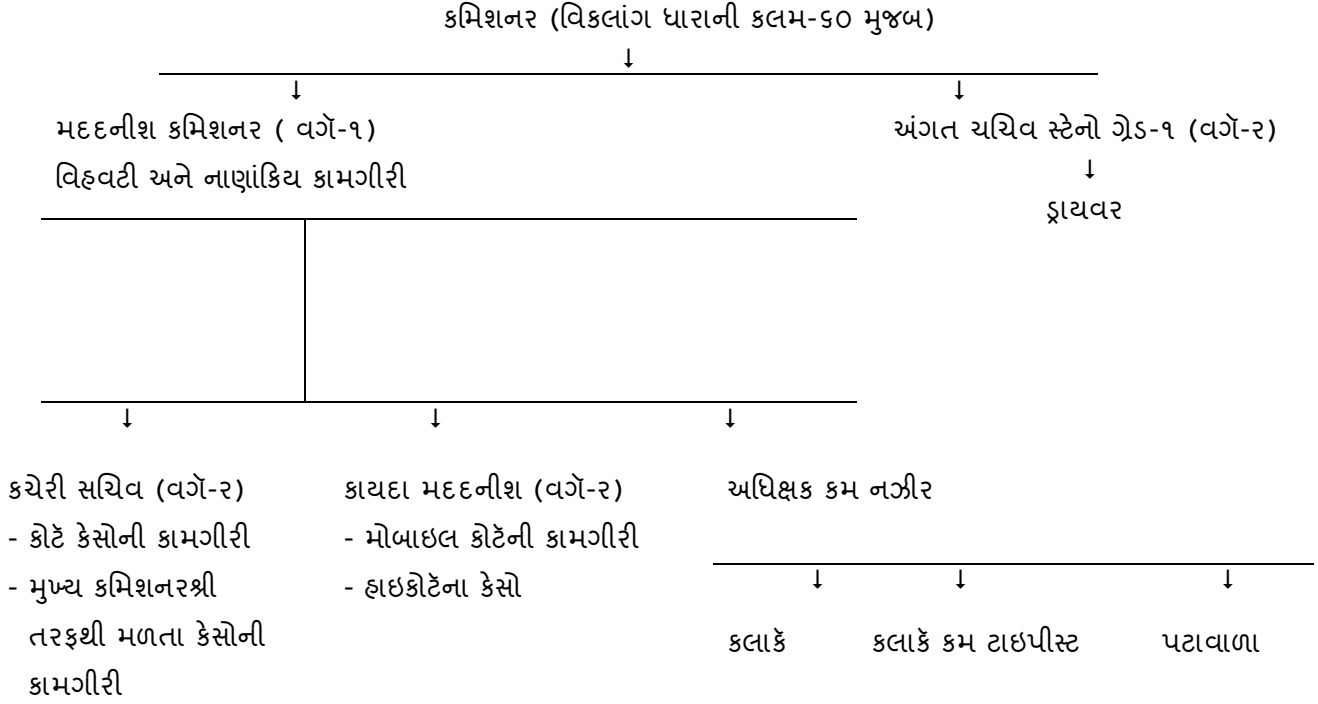 કમિશનર (વિકલાંગ ધારાની કલમ-૬૦ મુજબ)
↓
↓ ↓
મદદનીશ કમિશનર ( વર્ગ-૧) અંગત ચચિવ સ્ટેનો ગ્રેડ-૧ (વર્ગ-૨)
વિહવટી અને નાણાંકિય કામગીરી ↓
ડ્રાયવર
↓ ↓ ↓
કચેરી સચિવ (વર્ગ-૨) કાયદા મદદનીશ (વર્ગ-૨) અધિક્ષક કમ નઝીર
- કોર્ટ કેસોની કામગીરી - મોબાઇલ કોર્ટની કામગીરી
- મુખ્ય કમિશનરશ્રી - હાઇકોર્ટના કેસો ↓ ↓ ↓
તરફથી મળતા કેસોની કલાર્ક કલાર્ક કમ ટાઇપીસ્ટ પટાવાળા
કામગીરી